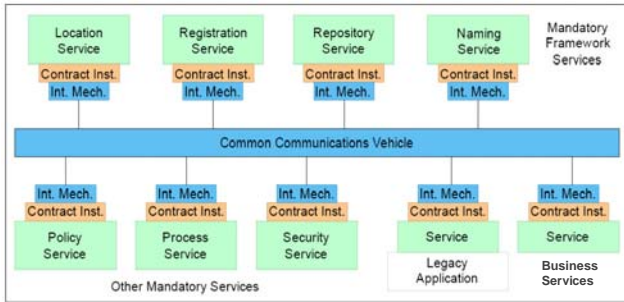 Location
Service
Registration
Service
Repository
Service
Naming
Service
Mandatory
Framework
Services
Contract Inst.
Contract Inst.
Contract Inst.
Contract Inst.
Int. Mech.
Int. Mech.
Int. Mech.
Int. Mech.
Common Communications Vehicle
Int. Mech.
Int. Mech.
Int. Mech.
Int. Mech.
Int. Mech.
Contract Inst.
Contract Inst.
Contract Inst.
Contract Inst.
Contract Inst.
Policy
Service
Process
Service
Security
Service
Service
Service
Legacy
Application
Business
Services
Other Mandatory Services